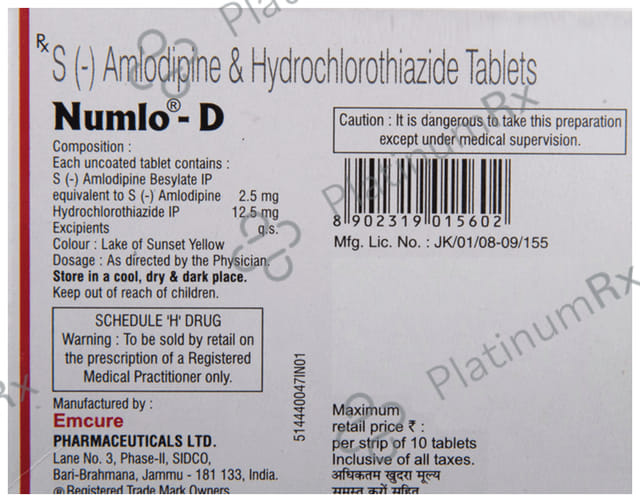 Rx S (-) Amlodipine & Hydrochlorothiazide Tablets
Numlo®- D
Composition :
Each uncoated tablet contains :
S (-) Amlodipine Besylate IP
equivalent to S (-) Amlodipine 2.5 mg
Hydrochlorothiazide IP 12.5 mg
Excipients q.s.
Colour : Lake of Sunset Yellow
Dosage : As directed by the Physician.
Store in a cool, dry & dark place.
Keep out of reach of children.
SCHEDULE 'H' DRUG
Warning : To be sold by retail on
the prescription of a Registered
Medical Practitioner only.
Manufactured by :
Emcure
PHARMACEUTICALS LTD.
Lane No. 3, Phase-II, SIDCO,
Bari-Brahmana, Jammu - 181 133, India.
® Registered Trade Mark Owners
Caution : It is dangerous to take this preparation
except under medical supervision.
8 902319 015602
Mfg. Lic. No. : JK/01/08-09/155
514440047IN01
Maximum
retail price ₹ :
per strip of 10 tablets
Inclusive of all taxes.
अधिकतम खुदरा मूल्य
समस्त करों सहित
PlatinumRx
PlatinumRx
PlatinumRx
Rx